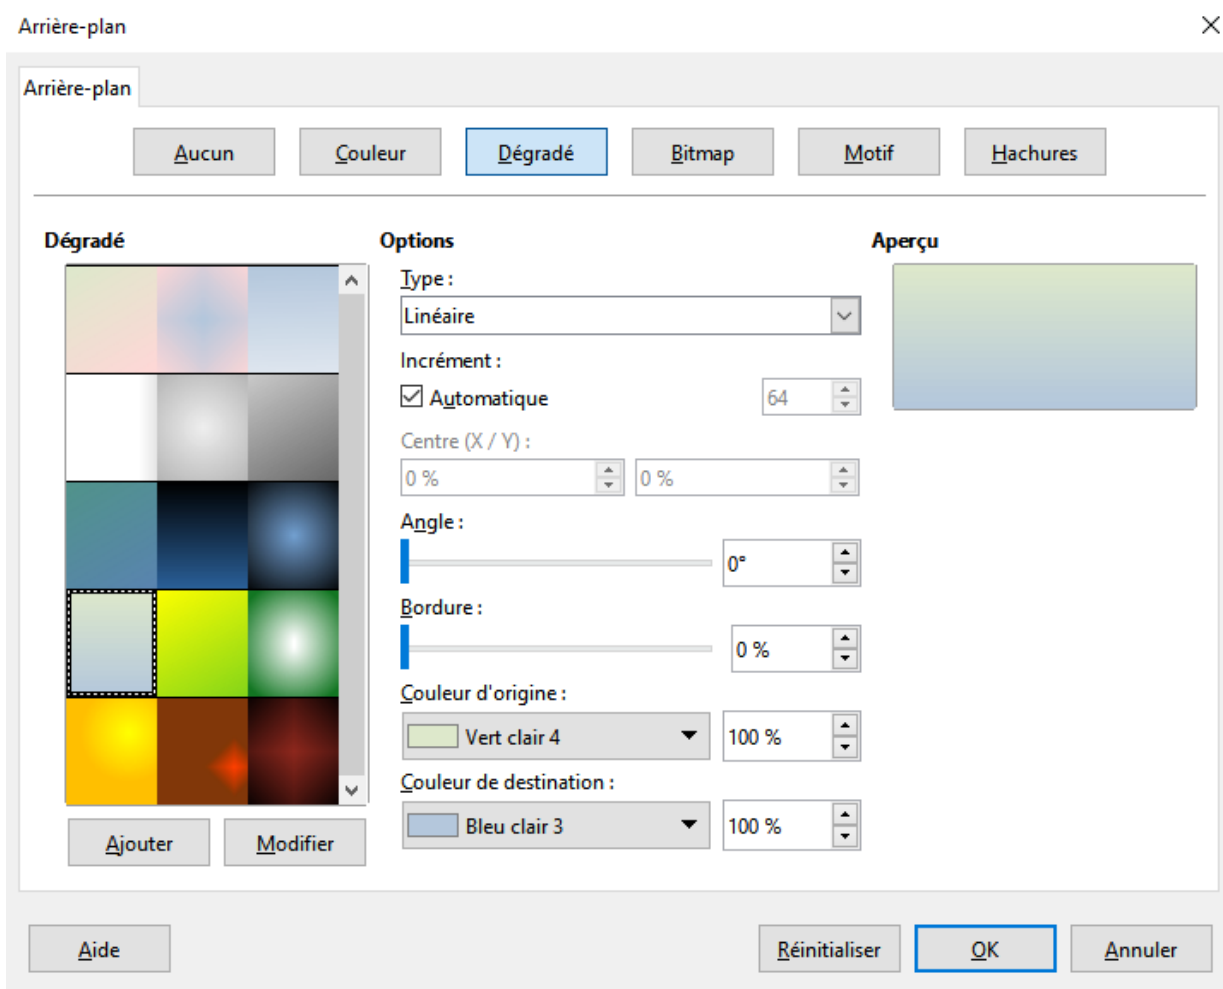 Arrière-plan
Arrière-plan
Aucun Couleur Dégradé Bitmap Motif Hachures
Dégradé
Options
Aperçu
Type :
Linéaire
Incrément :
Automatique 64
Centre (X / Y) :
0 % 0 %
Angle :
0°
Bordure :
0 %
Couleur d'origine :
Vert clair 4 100 %
Couleur de destination :
Bleu clair 3 100 %
Ajouter Modifier
Aide Réinitialiser OK Annuler